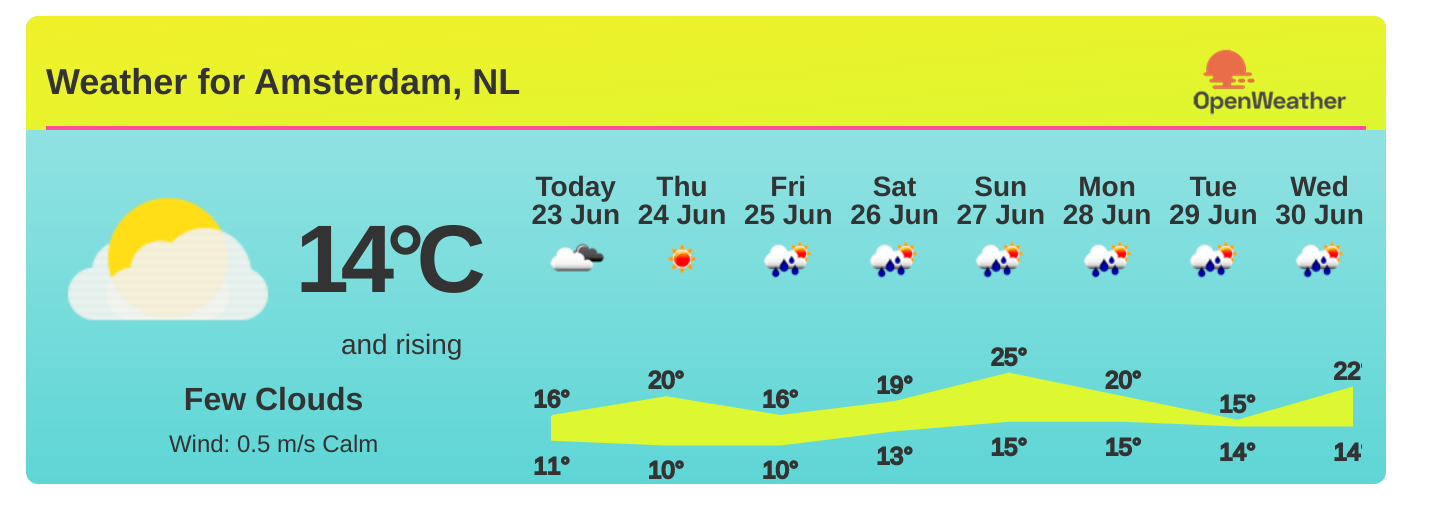 Weather for Amsterdam, NL
OpenWeather
Today Thu Fri Sat Sun Mon Tue Wed
23 Jun 24 Jun 25 Jun 26 Jun 27 Jun 28 Jun 29 Jun 30 Jun
14°C
and rising
Few Clouds
Wind: 0.5 m/s Calm
16° 20° 16° 19° 25° 20° 15° 22°
11° 10° 10° 13° 15° 15° 14° 14°